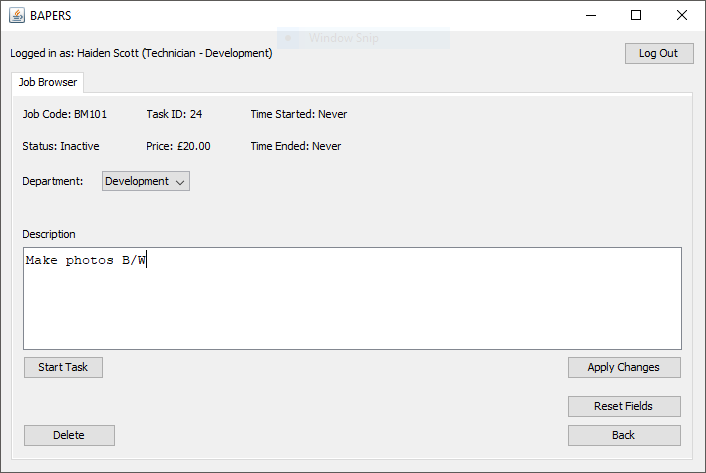 BAPERS
Window Snip
Logged in as: Haiden Scott (Technician - Development)
Log Out
Job Browser
Job Code: BM101 Task ID: 24 Time Started: Never
Status: Inactive Price: £20.00 Time Ended: Never
Department: Development
Description
Make photos B/W
Start Task Apply Changes
Reset Fields
Delete Back